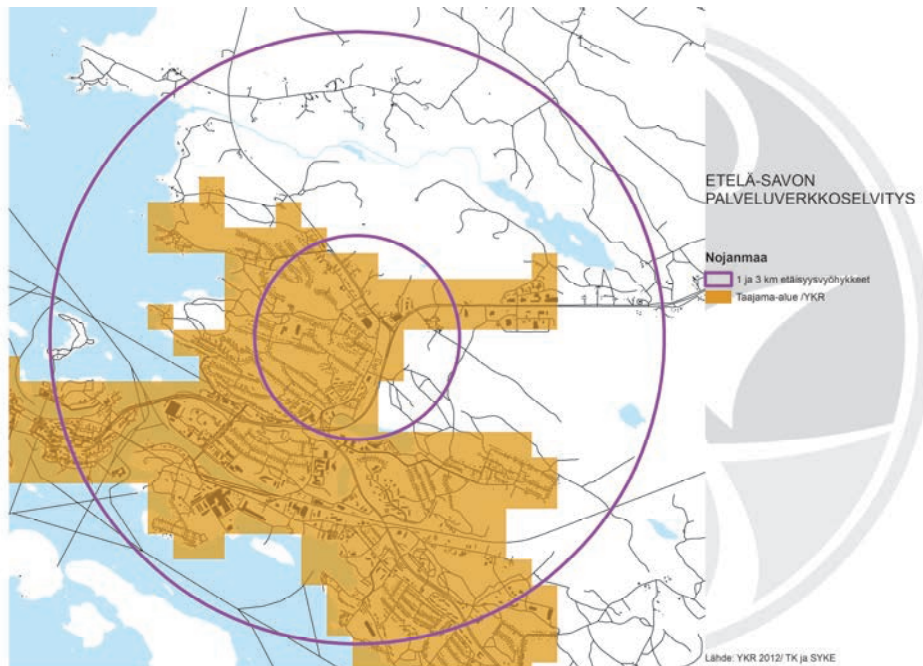 ETELÄ-SAVON
PALVELUVERKKOSELVITYS
Nojanmaa
1 ja 3 km etäisyysvyöhykkeet
Taajama-alue /YKR
Lähde: YKR 2012/ TK ja SYKE